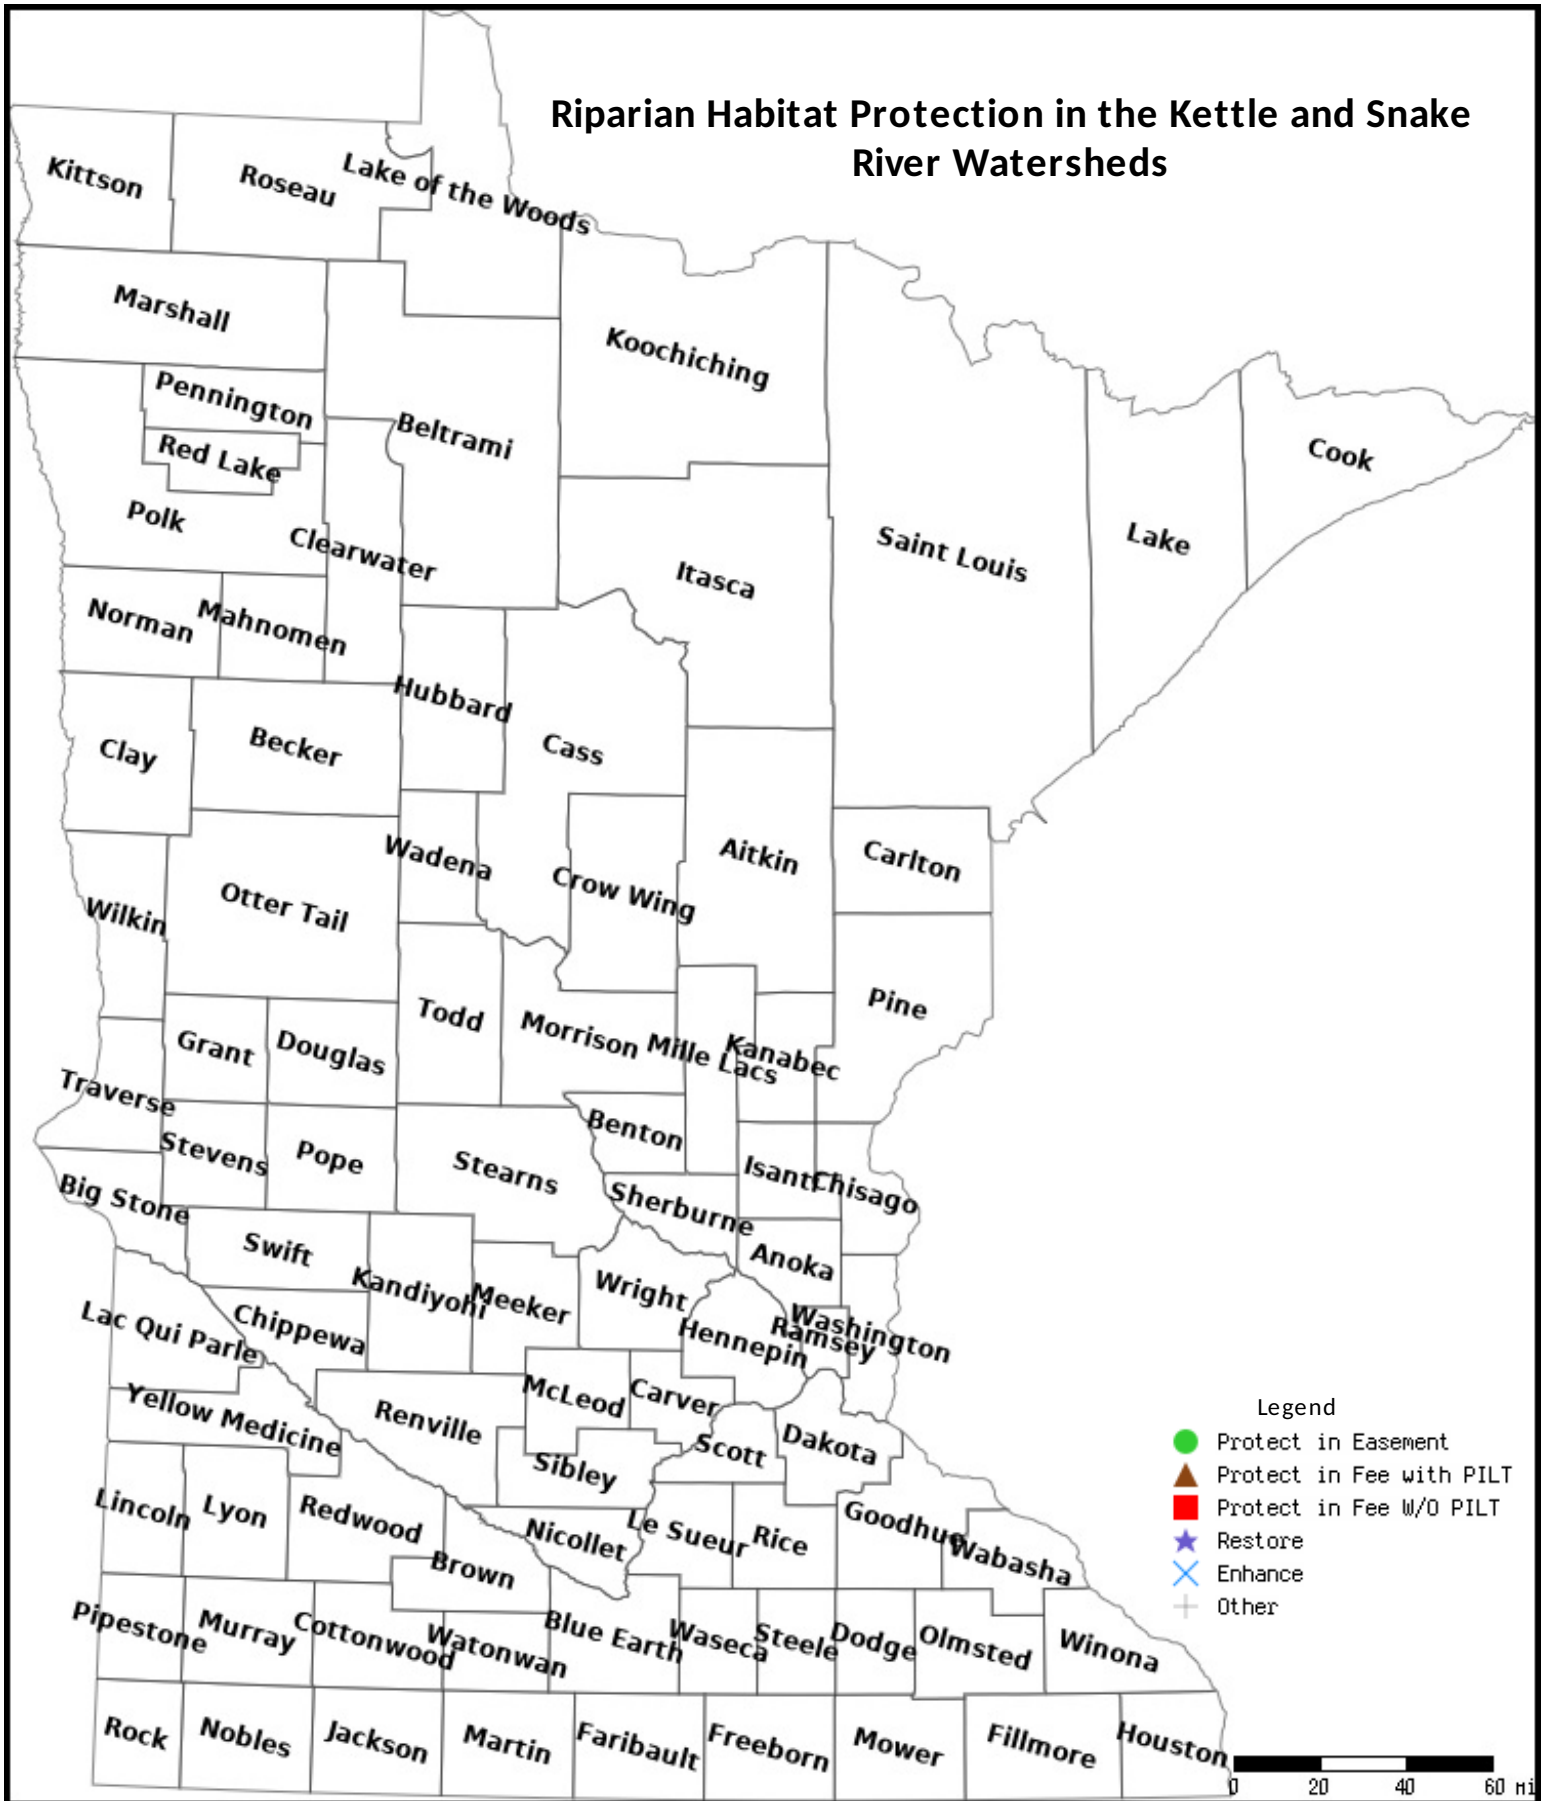 Riparian Habitat Protection in the Kettle and Snake
River Watersheds
Kittson
Roseau
Lake of the Woods
Marshall
Koochiching
Pennington
Beltrami
Red Lake
Cook
Polk
Clearwater
Saint Louis
Lake
Itasca
Norman
Mahnomen
Hubbard
Clay
Becker
Cass
Wadena
Aitkin
Carlton
Wilkin
Otter Tail
Crow Wing
Pine
Grant
Douglas
Todd
Morrison
Mille Lacs
Kanabec
Traverse
Stevens
Pope
Stearns
Benton
Isanti
Chisago
Big Stone
Sherburne
Swift
Anoka
Kandiyohi
Meeker
Wright
Lac Qui Parle
Chippewa
Hennepin
Ramsey
Washington
Yellow Medicine
Renville
McLeod
Carver
Scott
Dakota
Sibley
Lincoln
Lyon
Redwood
Nicollet
Le Sueur
Rice
Goodhue
Wabasha
Brown
Pipestone
Murray
Cottonwood
Watonwan
Blue Earth
Waseca
Steele
Dodge
Olmsted
Winona
Rock
Nobles
Jackson
Martin
Faribault
Freeborn
Mower
Fillmore
Houston
Legend
Protect in Easement
Protect in Fee with PILT
Protect in Fee W/O PILT
Restore
Enhance
Other
0 20 40 60 mi